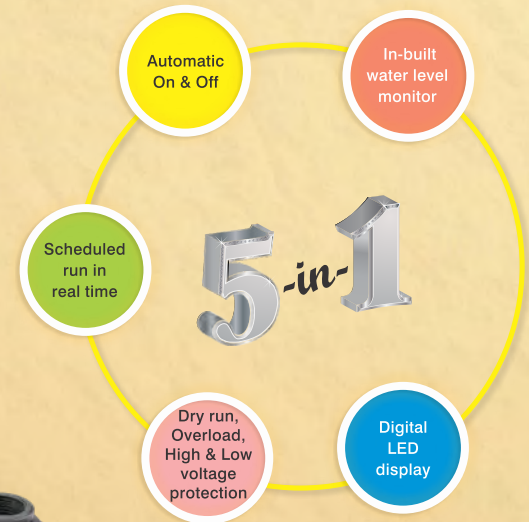 Automatic
On & Off
In-built
water level
monitor
Scheduled
run in
real time
5-in-1
Dry run,
Overload,
High & Low
voltage
protection
Digital
LED
display